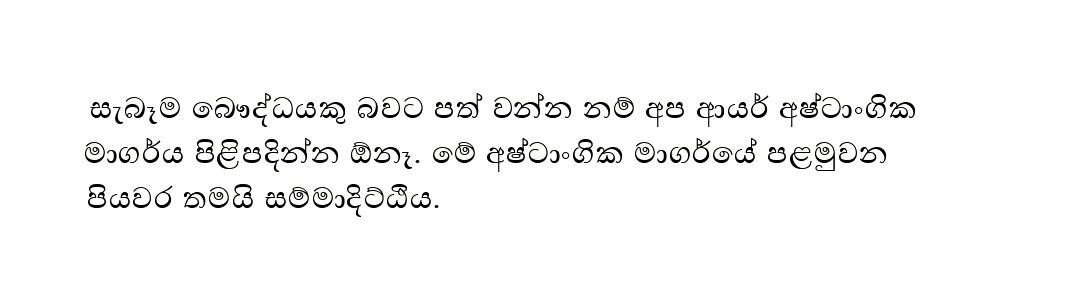 සැබෑම බෞද්ධයකු බවට පත් වන්න නම් අප ආයර් අෂ්ටාංගික
මාගර්ය පිළිපදින්න ඕනෑ. මේ අෂ්ටාංගික මාගර්යේ පළමුවන
පියවර තමයි සම්මාදිට්ඨිය.